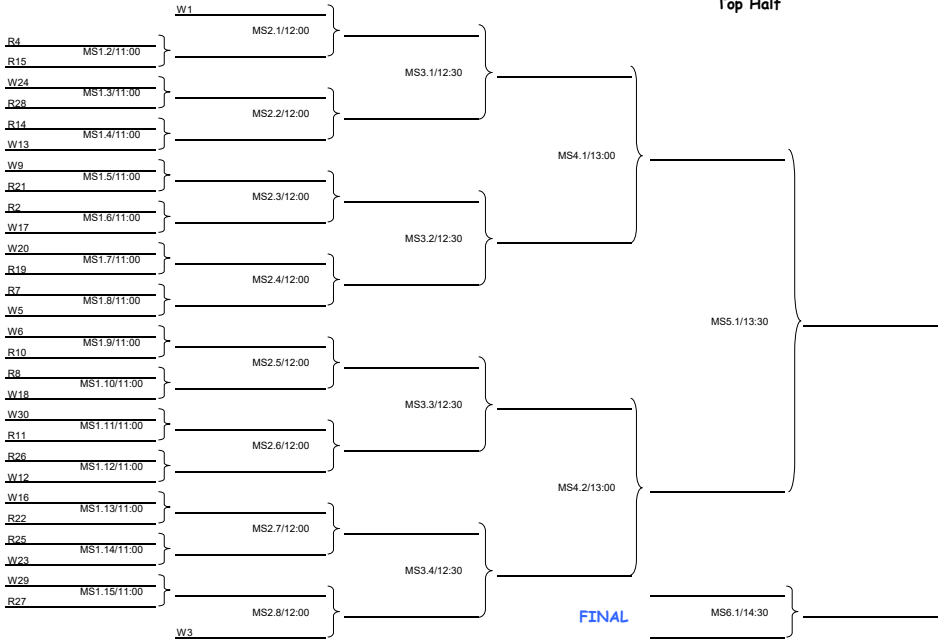 Top Half
W1
MS2.1/12:00
R4
MS1.2/11:00
R15
MS3.1/12:30
W24
MS1.3/11:00
R28
MS2.2/12:00
R14
MS1.4/11:00
W13
MS4.1/13:00
W9
MS1.5/11:00
R21
MS2.3/12:00
R2
MS1.6/11:00
W17
MS3.2/12:30
W20
MS1.7/11:00
R19
MS2.4/12:00
R7
MS1.8/11:00
W5
MS5.1/13:30
W6
MS1.9/11:00
R10
MS2.5/12:00
R8
MS1.10/11:00
W18
MS3.3/12:30
W30
MS1.11/11:00
R11
MS2.6/12:00
R26
MS1.12/11:00
W12
MS4.2/13:00
W16
MS1.13/11:00
R22
MS2.7/12:00
R25
MS1.14/11:00
W23
MS3.4/12:30
W29
MS1.15/11:00
R27
MS2.8/12:00
FINAL
MS6.1/14:30
W3